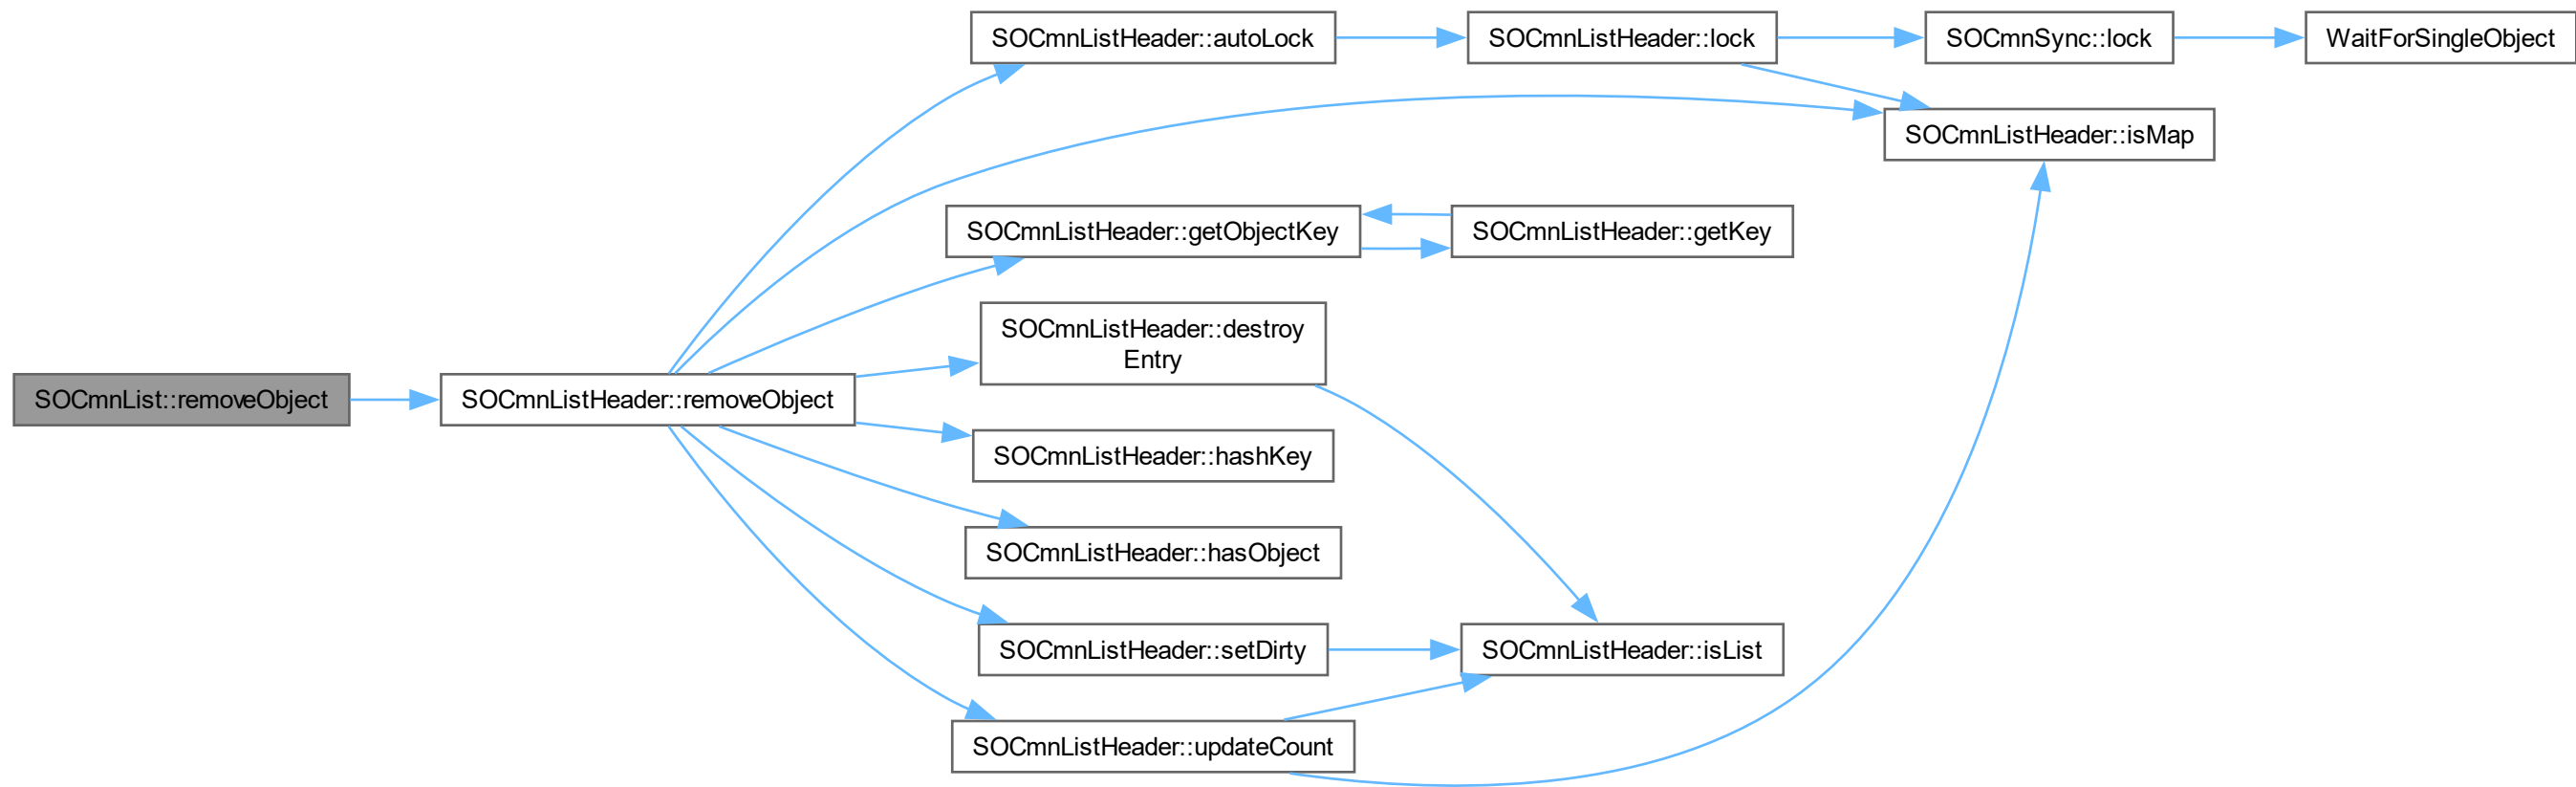 SOCmnListHeader::autoLock
SOCmnListHeader::lock
SOCmnSync::lock
WaitForSingleObject
SOCmnListHeader::isMap
SOCmnListHeader::getObjectKey
SOCmnListHeader::getKey
SOCmnListHeader::destroy
Entry
SOCmnList::removeObject
SOCmnListHeader::removeObject
SOCmnListHeader::hashKey
SOCmnListHeader::hasObject
SOCmnListHeader::setDirty
SOCmnListHeader::isList
SOCmnListHeader::updateCount